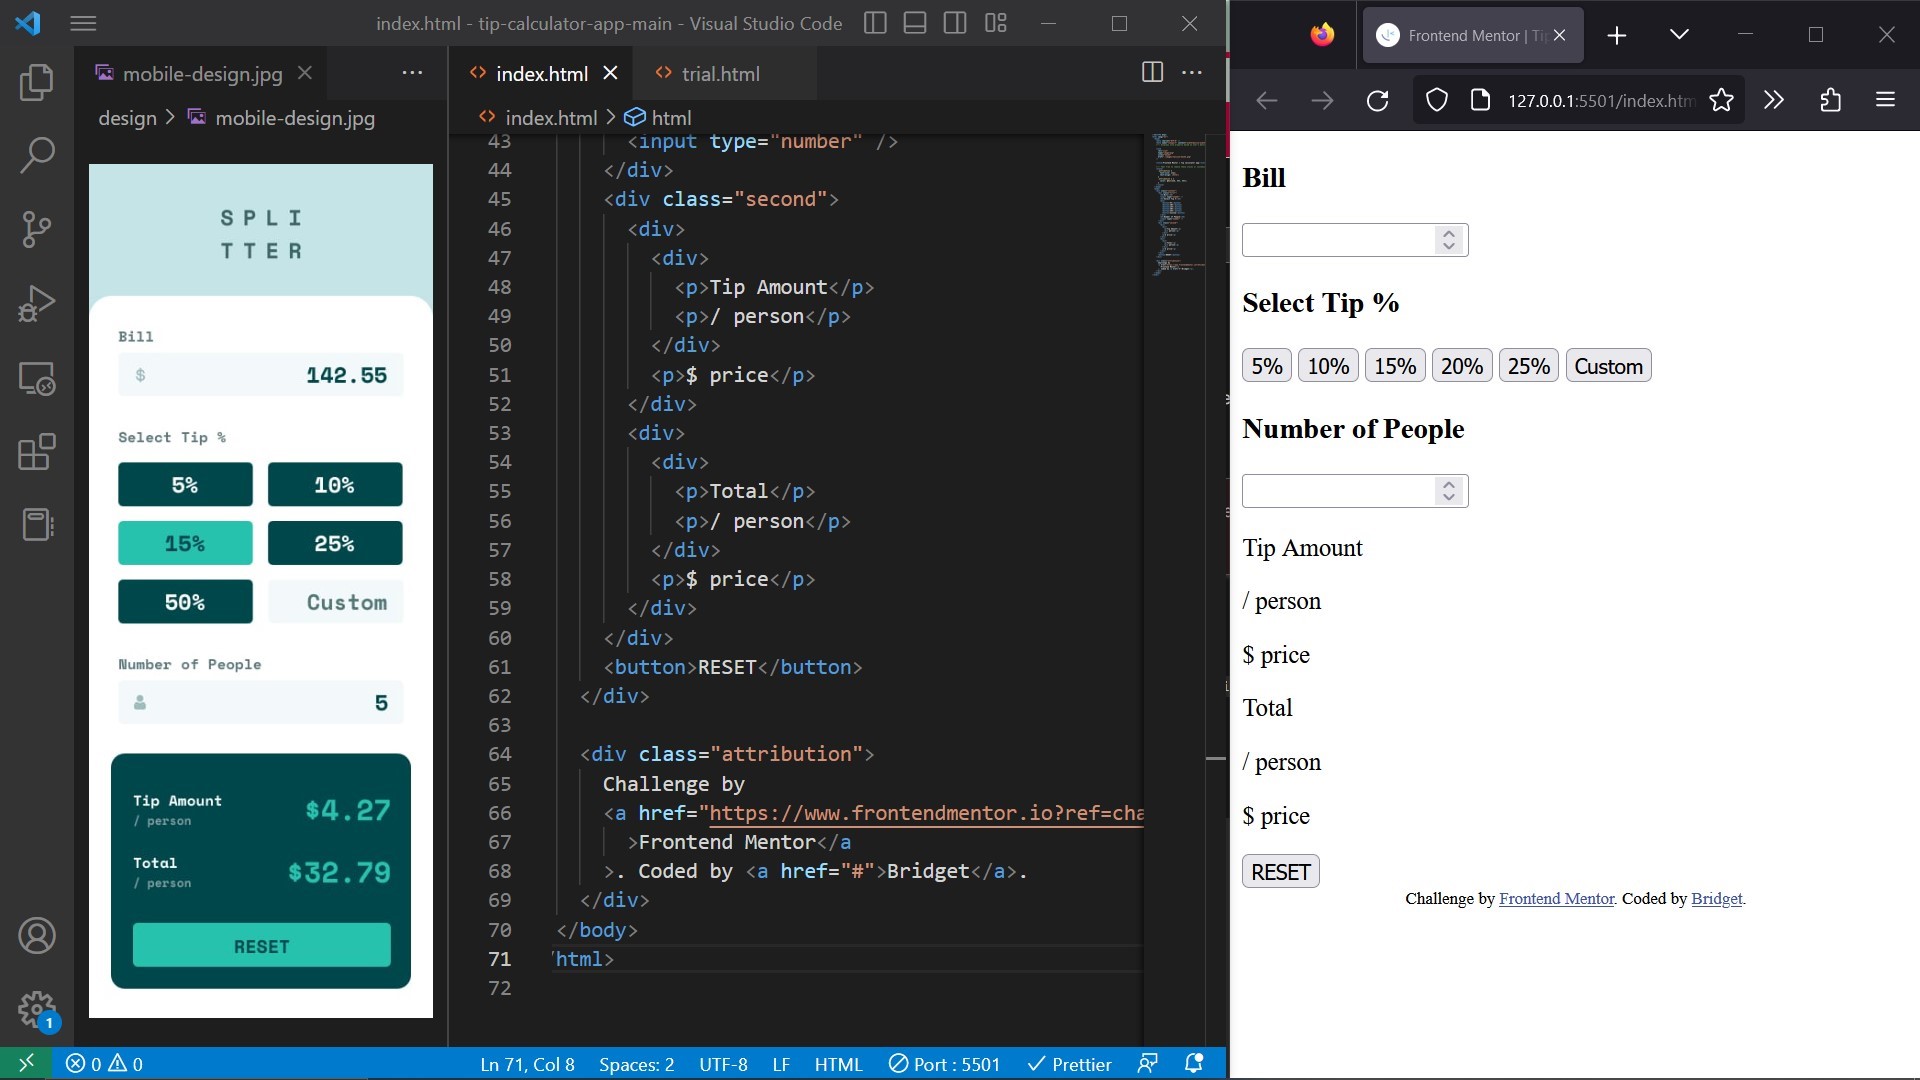 index.html - tip-calculator-app-main - Visual Studio Code
mobile-design.jpg
design > mobile-design.jpg
SPLI
TTER
Bill
$ 142.55
Select Tip %
5% 10%
15% 25%
50% Custom
Number of People
5
Tip Amount
/ person
$4.27
Total
/ person
$32.79
RESET
index.html
trial.html
index.html > html
43 <input type="number" />
44 </div>
45 <div class="second">
46 <div>
47 <div>
48 <p>Tip Amount</p>
49 <p>/ person</p>
50 </div>
51 <p>$ price</p>
52 </div>
53 <div>
54 <div>
55 <p>Total</p>
56 <p>/ person</p>
57 </div>
58 <p>$ price</p>
59 </div>
60 </div>
61 <button>RESET</button>
62 </div>
63
64 <div class="attribution">
65 Challenge by
66 <a href="https://www.frontendmentor.io?ref=cha
67 >Frontend Mentor</a
68 >. Coded by <a href="#">Bridget</a>.
69 </div>
70 </body>
71 /html>
72
1
0 0
Ln 71, Col 8
Spaces: 2
UTF-8
LF
HTML
Port : 5501
Prettier
Frontend Mentor | Tip
127.0.0.1:5501/index.htm
Bill
Select Tip %
5% 10% 15% 20% 25% Custom
Number of People
Tip Amount
/ person
$ price
Total
/ person
$ price
RESET
Challenge by Frontend Mentor. Coded by Bridget.